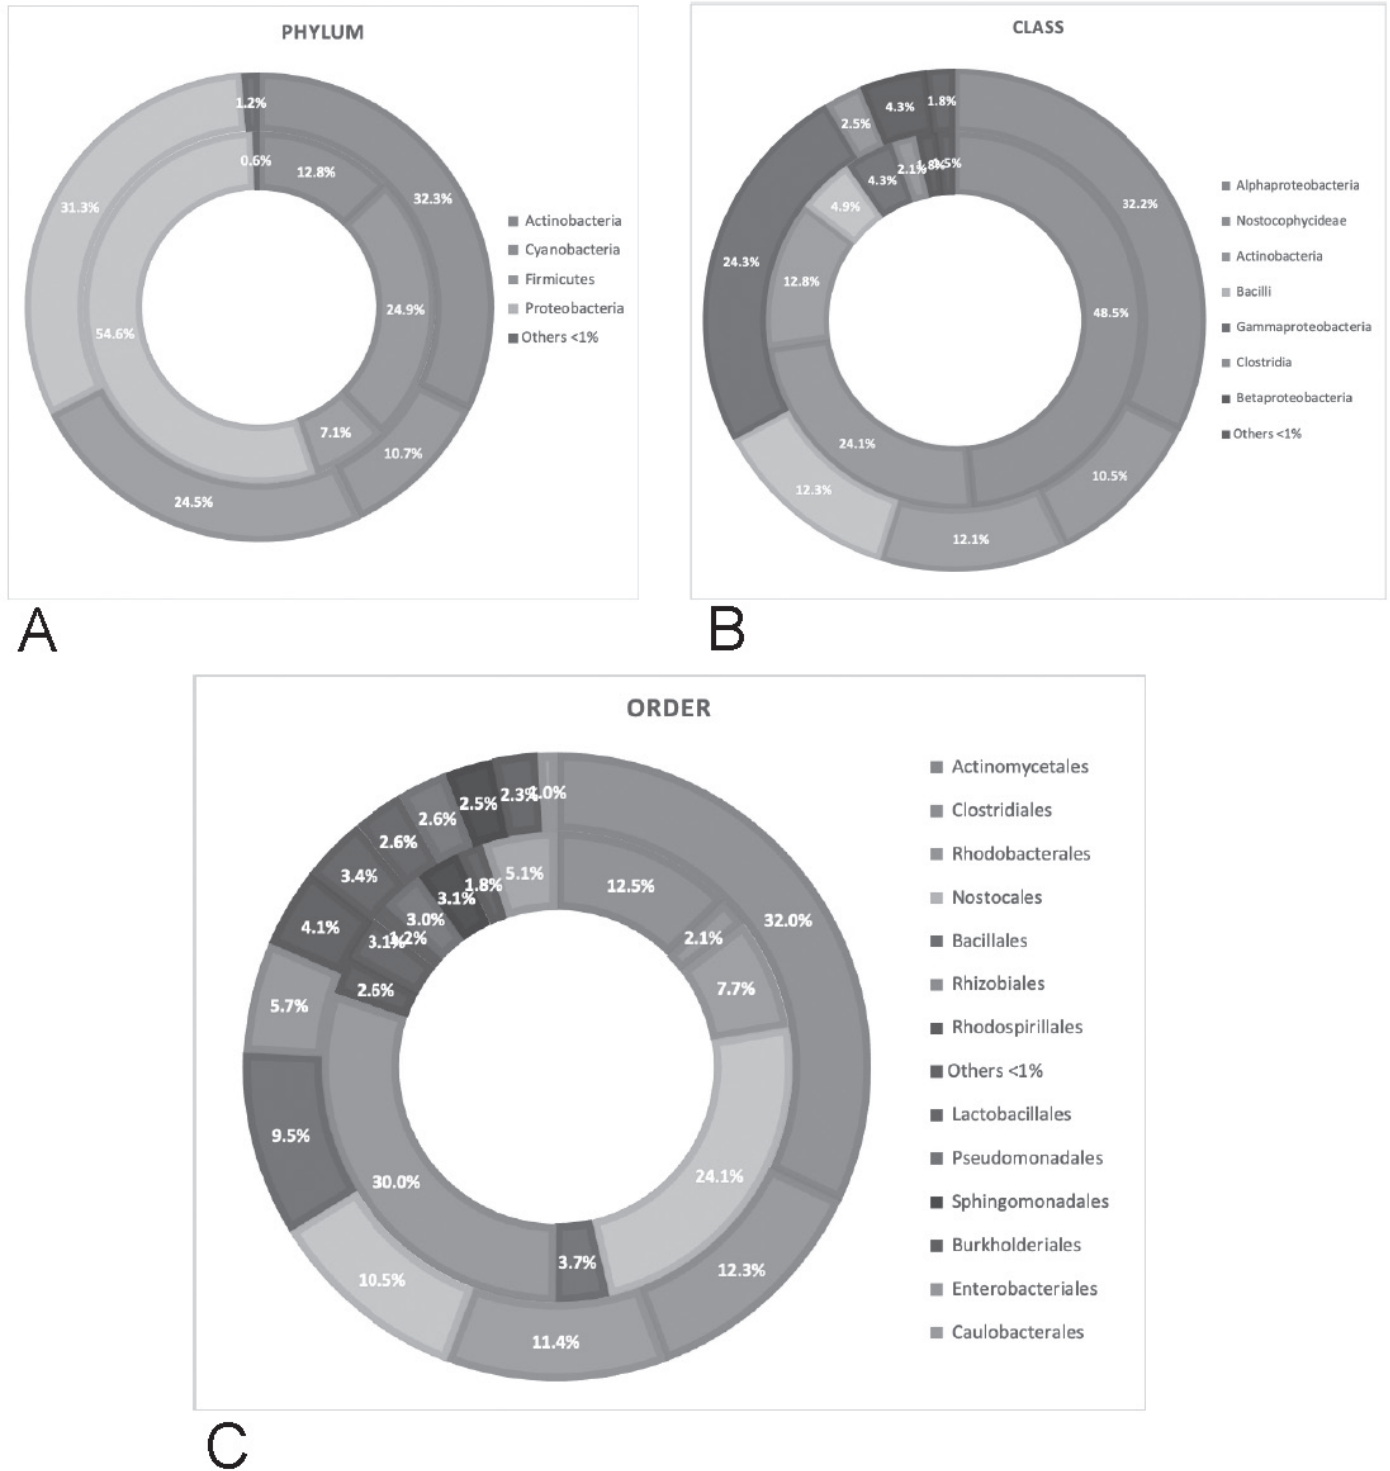 PHYLUM
1.2%
0.6%
12.8%
32.3%
31.3%
24.9%
54.6%
7.1%
10.7%
24.5%
Actinobacteria
Cyanobacteria
Firmicutes
Proteobacteria
Others <1%
A
CLASS
4.3%
1.8%
2.5%
4.3%
2.1%
1.8%
4.9%
32.2%
24.3%
12.8%
48.5%
24.1%
10.5%
12.3%
12.1%
Alphaproteobacteria
Nostocophycideae
Actinobacteria
Bacilli
Gammaproteobacteria
Clostridia
Betaproteobacteria
Others <1%
B
ORDER
2.5%
2.3%
1.0%
2.6%
2.6%
3.4%
5.1%
1.8%
3.1%
12.5%
4.1%
3.0%
3.1%
1.2%
32.0%
2.1%
2.6%
7.7%
5.7%
9.5%
30.0%
24.1%
3.7%
10.5%
12.3%
11.4%
Actinomycetales
Clostridiales
Rhodobacterales
Nostocales
Bacillales
Rhizobiales
Rhodospirillales
Others <1%
Lactobacillales
Pseudomonadales
Sphingomonadales
Burkholderiales
Enterobacteriales
Caulobacterales
C